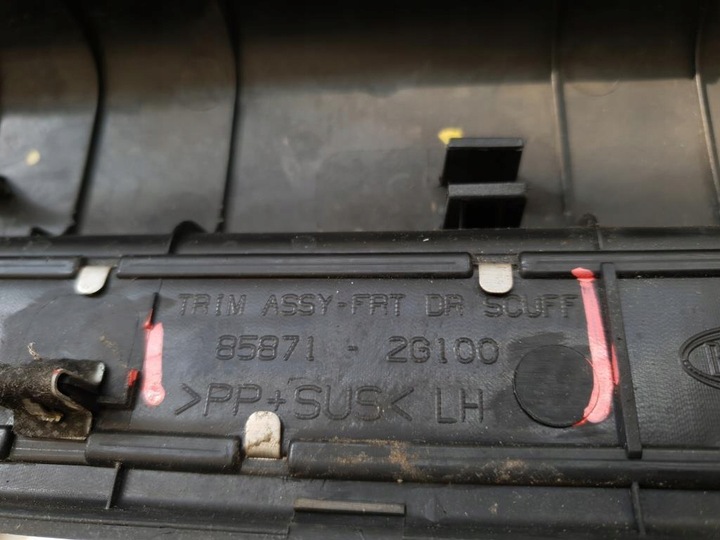 TRIM ASSY-FRT DR SCUFF
85871 - 2G100
>PP+SUS< LH